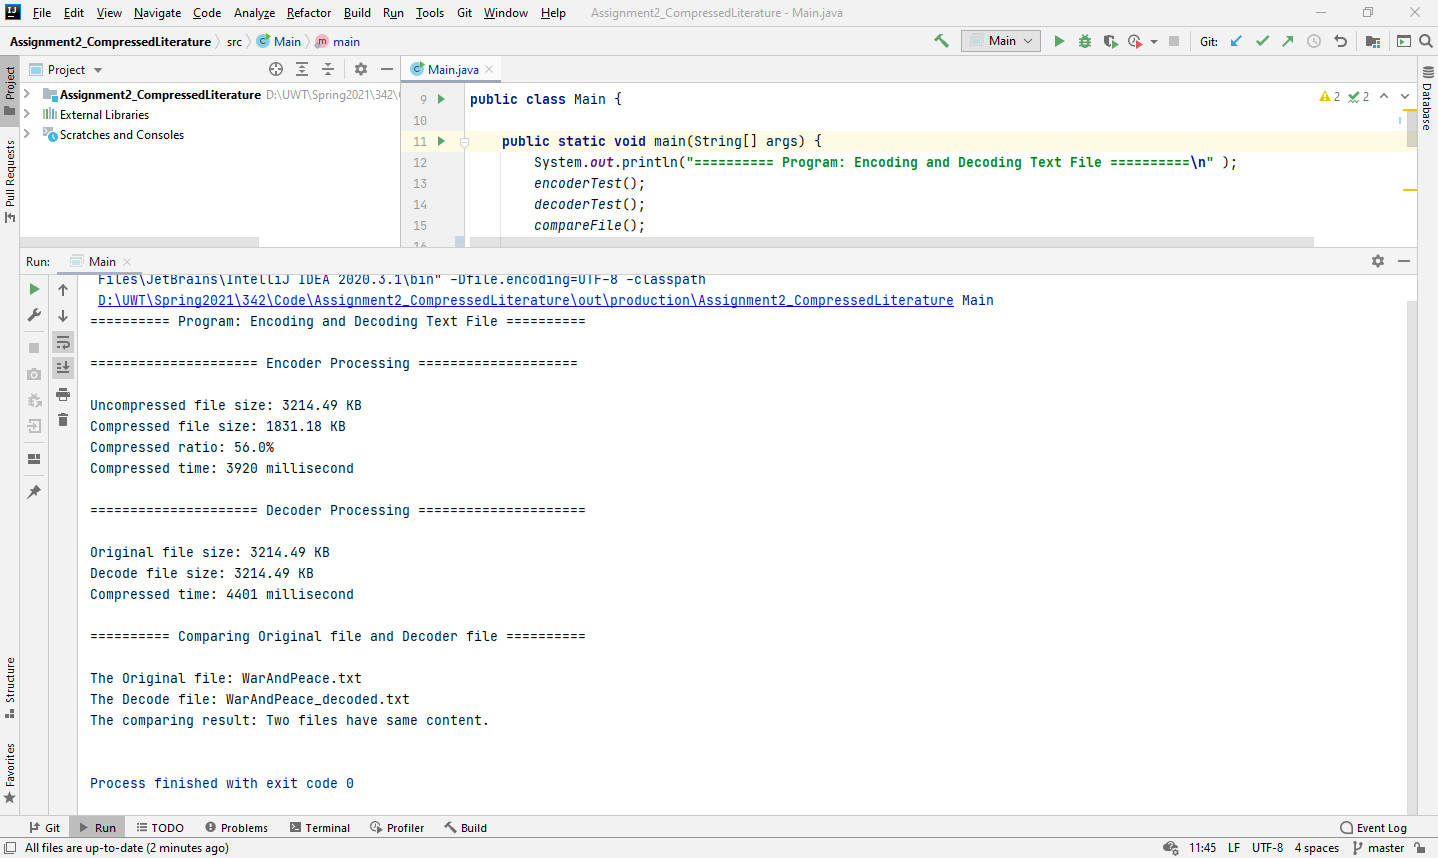 File Edit View Navigate Code Analyze Refactor Build Run Tools Git Window Help Assignment2_CompressedLiterature - Main.java
Assignment2_CompressedLiterature src Main main
Main Git:
Project
Main.java
Assignment2_CompressedLiterature D:\UWT\Spring2021\342\
External Libraries
Scratches and Consoles
9 public class Main {
10
11 public static void main(String[] args) {
12 System.out.println("========== Program: Encoding and Decoding Text File ==========\n" );
13 encoderTest();
14 decoderTest();
15 compareFile();
16
2 2
Project
Pull Requests
Structure
Favorites
Database
Run: Main
Files\JetBrains\IntelliJ IDEA 2020.3.1\bin" -Dfile.encoding=UTF-8 -classpath
D:\UWT\Spring2021\342\Code\Assignment2_CompressedLiterature\out\production\Assignment2_CompressedLiterature Main
========== Program: Encoding and Decoding Text File ==========
===================== Encoder Processing ====================
Uncompressed file size: 3214.49 KB
Compressed file size: 1831.18 KB
Compressed ratio: 56.0%
Compressed time: 3920 millisecond
===================== Decoder Processing =====================
Original file size: 3214.49 KB
Decode file size: 3214.49 KB
Compressed time: 4401 millisecond
========== Comparing Original file and Decoder file ==========
The Original file: WarAndPeace.txt
The Decode file: WarAndPeace_decoded.txt
The comparing result: Two files have same content.
Process finished with exit code 0
Git Run TODO Problems Terminal Profiler Build Event Log
All files are up-to-date (2 minutes ago) 11:45 LF UTF-8 4 spaces master